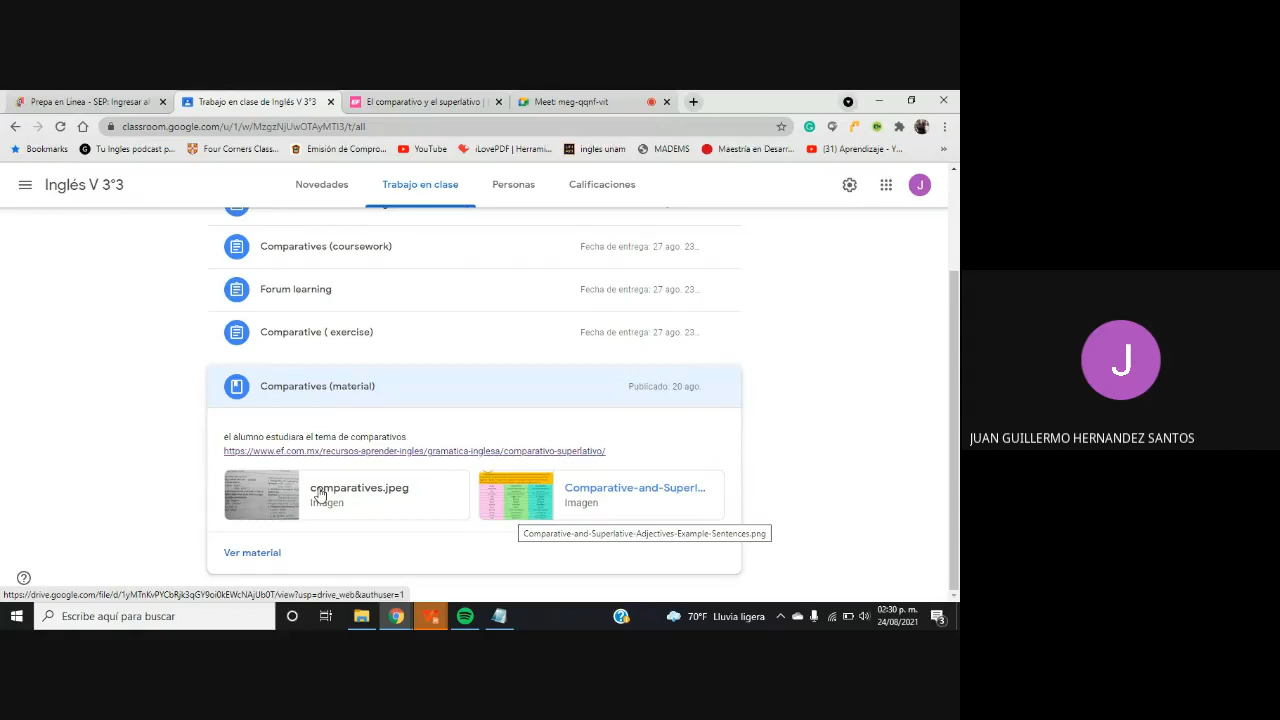 Prepa en Linea - SEP: Ingresar al
Trabajo en clase de Inglés V 3°3
El comparativo y el superlativo |
Meet: meg-qqnf-vit
classroom.google.com/u/1/w/MzgzNjUwOTAyMTI3/t/all
Bookmarks
Tu Ingles podcast p...
Four Corners Class...
Emisión de Compro...
YouTube
iLovePDF | Herrami...
ingles unam
MADEMS
Maestría en Desarr...
(31) Aprendizaje - Y...
Inglés V 3°3
Novedades
Trabajo en clase
Personas
Calificaciones
J
Comparatives (coursework)
Fecha de entrega: 27 ago. 23...
Forum learning
Fecha de entrega: 27 ago. 23...
Comparative ( exercise)
Fecha de entrega: 27 ago. 23...
Comparatives (material)
Publicado: 20 ago.
el alumno estudiara el tema de comparativos
https://www.ef.com.mx/recursos-aprender-ingles/gramatica-inglesa/comparativo-superlativo/
comparatives.jpeg
Imagen
Comparative-and-Superl...
Imagen
Comparative-and-Superlative-Adjectives-Example-Sentences.png
Ver material
https://drive.google.com/file/d/1yMTnKvPYCbRjk3qGY9oi0kEWcNAjUb0T/view?usp=drive_web&authuser=1
Escribe aquí para buscar
70°F Lluvia ligera
02:30 p. m.
24/08/2021
3
J
JUAN GUILLERMO HERNANDEZ SANTOS